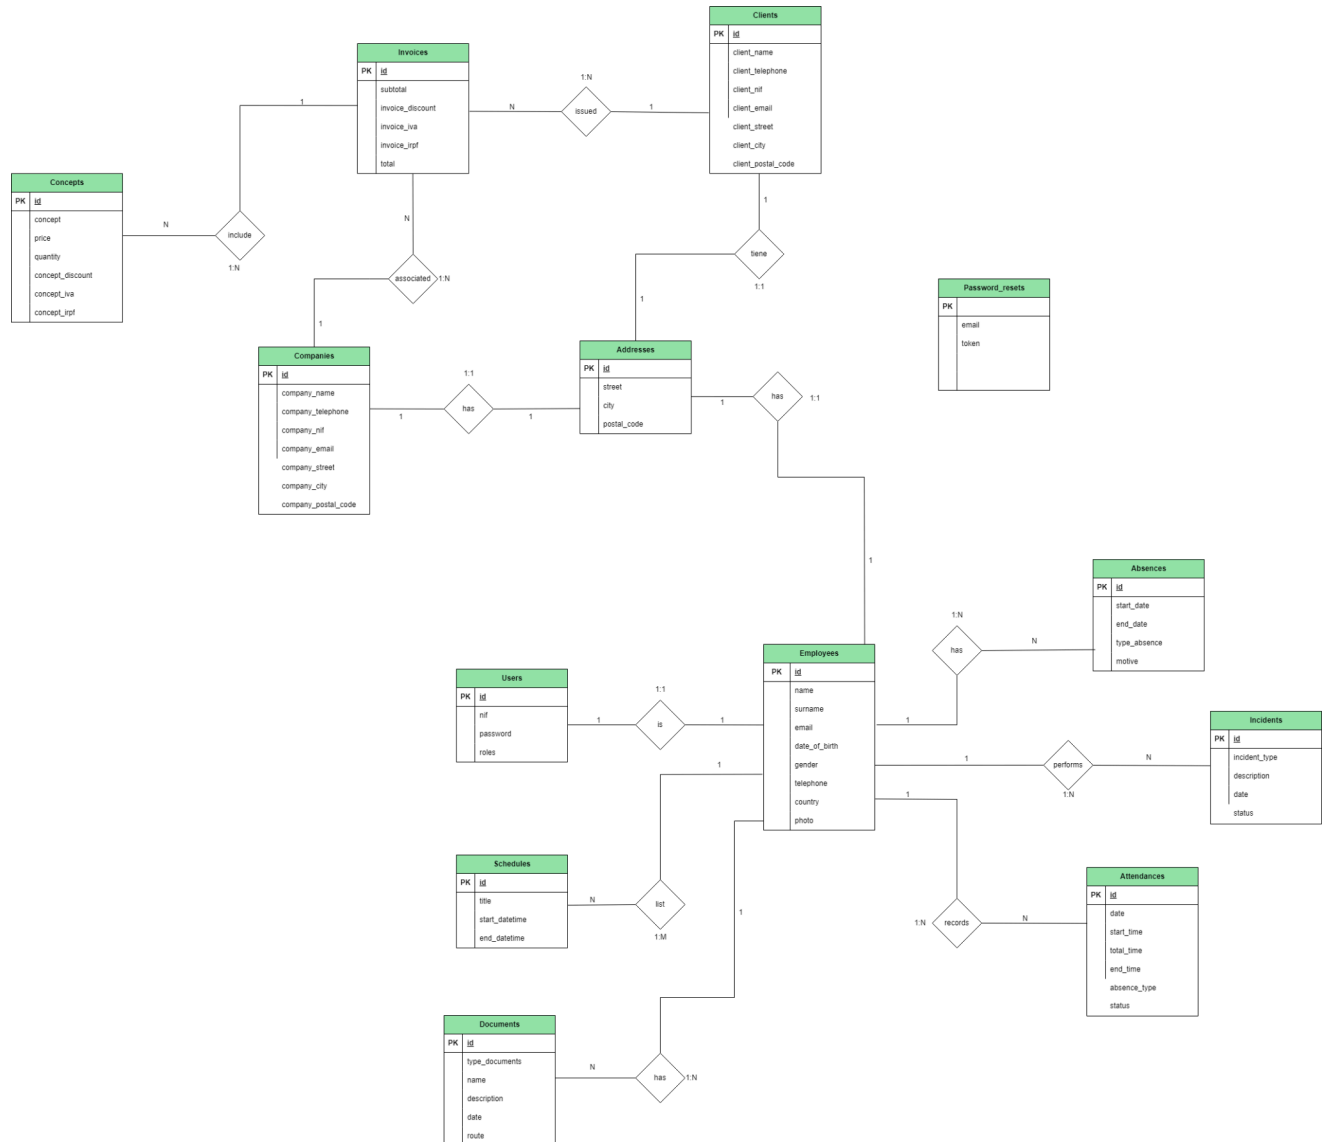 Clients
PK id
client_name
client_telephone
client_nif
client_email
client_street
client_city
client_postal_code
Invoices
PK id
subtotal
invoice_discount
invoice_iva
invoice_irpf
total
1:N
N
issued
1
1
Concepts
PK id
concept
price
quantity
concept_discount
concept_iva
concept_irpf
N
include
1:N
N
associated
1:N
1
1
tiene
1:1
1
Password_resets
PK
email
token
Companies
PK id
company_name
company_telephone
company_nif
company_email
company_street
company_city
company_postal_code
1:1
1
has
1
Addresses
PK id
street
city
postal_code
1
has
1:1
1
Absences
PK id
start_date
end_date
type_absence
motive
1:N
has
N
1
Employees
PK id
name
surname
email
date_of_birth
gender
telephone
country
photo
Users
PK id
nif
password
roles
1:1
1
is
1
Incidents
PK id
incident_type
description
date
status
1
performs
N
1:N
1
1
Schedules
PK id
title
start_datetime
end_datetime
N
list
1:M
1
Attendances
PK id
date
start_time
total_time
end_time
absence_type
status
1:N
records
N
Documents
PK id
type_documents
name
description
date
route
N
has
1:N